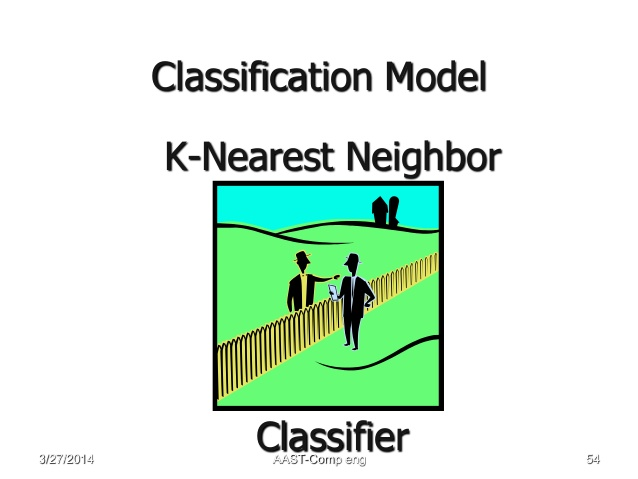 Classification Model
K-Nearest Neighbor
Classifier
3/27/2014
AAST-Comp eng
54